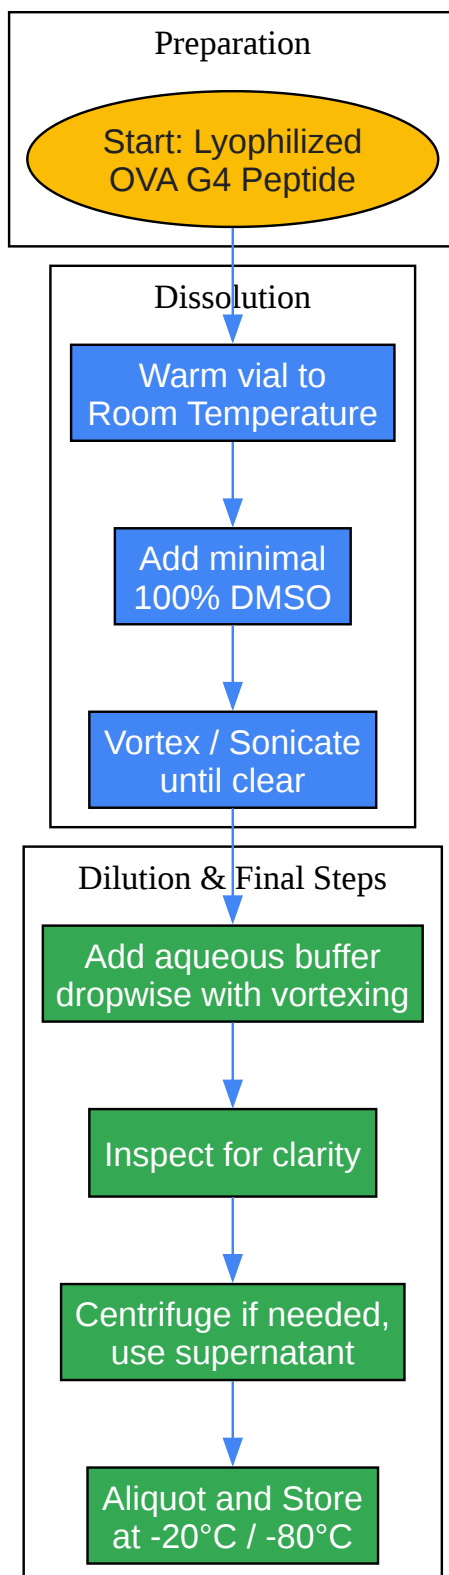 Preparation
Start: Lyophilized
OVA G4 Peptide
Dissolution
Warm vial to
Room Temperature
Add minimal
100% DMSO
Vortex / Sonicate
until clear
Dilution & Final Steps
Add aqueous buffer
dropwise with vortexing
Inspect for clarity
Centrifuge if needed,
use supernatant
Aliquot and Store
at -20°C / -80°C